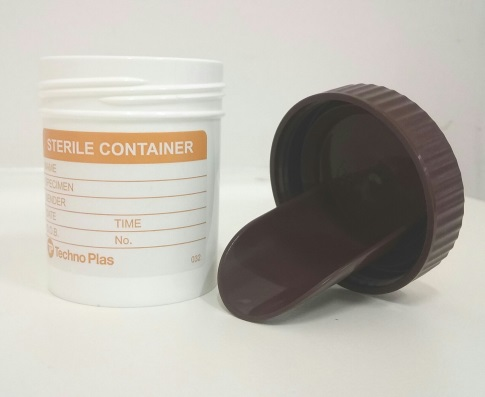 STERILE CONTAINER
NAME
SPECIMEN
GENDER
DATE TIME
D.O.B. No.
Techno Plas 032